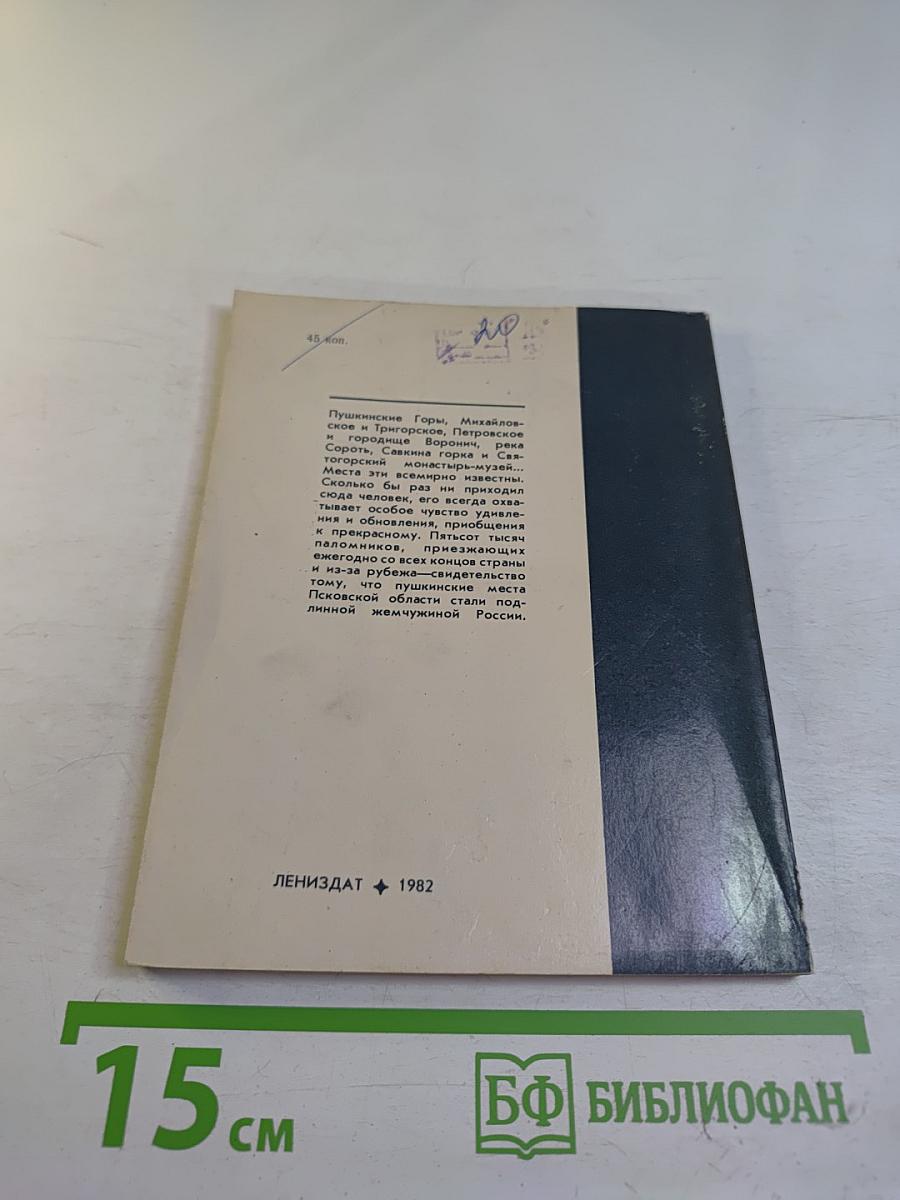 45 коп.
20
Пушкинские Горы, Михайлов-
ское и Тригорское, Петровское
и городище Воронич, река
Сороть, Савкина горка и Свя-
тогорский монастырь-музей...
Места эти всемирно известны.
Сколько бы раз ни приходил
сюда человек, его всегда охва-
тывает особое чувство удивле-
ния и обновления, приобщения
к прекрасному. Пятьсот тысяч
паломников, приезжающих
ежегодно со всех концов страны
и из-за рубежа—свидетельство
тому, что пушкинские места
Псковской области стали под-
линной жемчужиной России.
ЛЕНИЗДАТ 1982
15 см
БФ БИБЛИОФАН